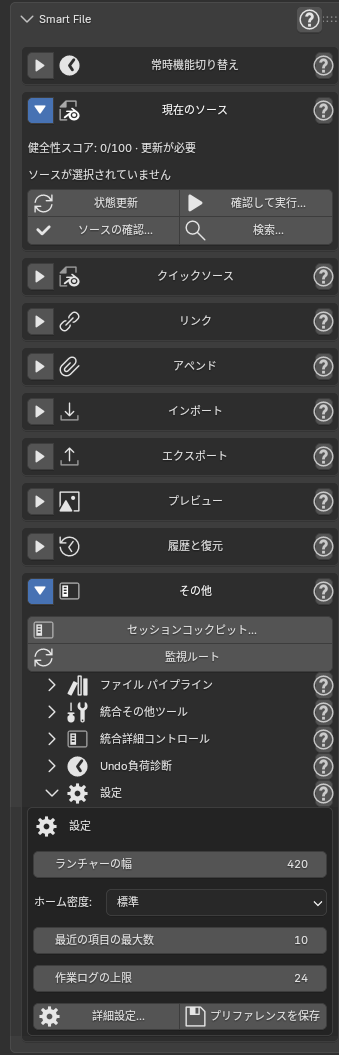 Smart File
常時機能切り替え
現在のソース
健全性スコア: 0/100 · 更新が必要
ソースが選択されていません
状態更新 確認して実行...
ソースの確認... 検索...
クイックソース
リンク
アペンド
インポート
エクスポート
プレビュー
履歴と復元
その他
セッションコックピット...
監視ルート
ファイル パイプライン
統合その他ツール
統合詳細コントロール
Undo負荷診断
設定
設定
ランチャーの幅 420
ホーム密度: 標準
最近の項目の最大数 10
作業ログの上限 24
詳細設定... プリファレンスを保存